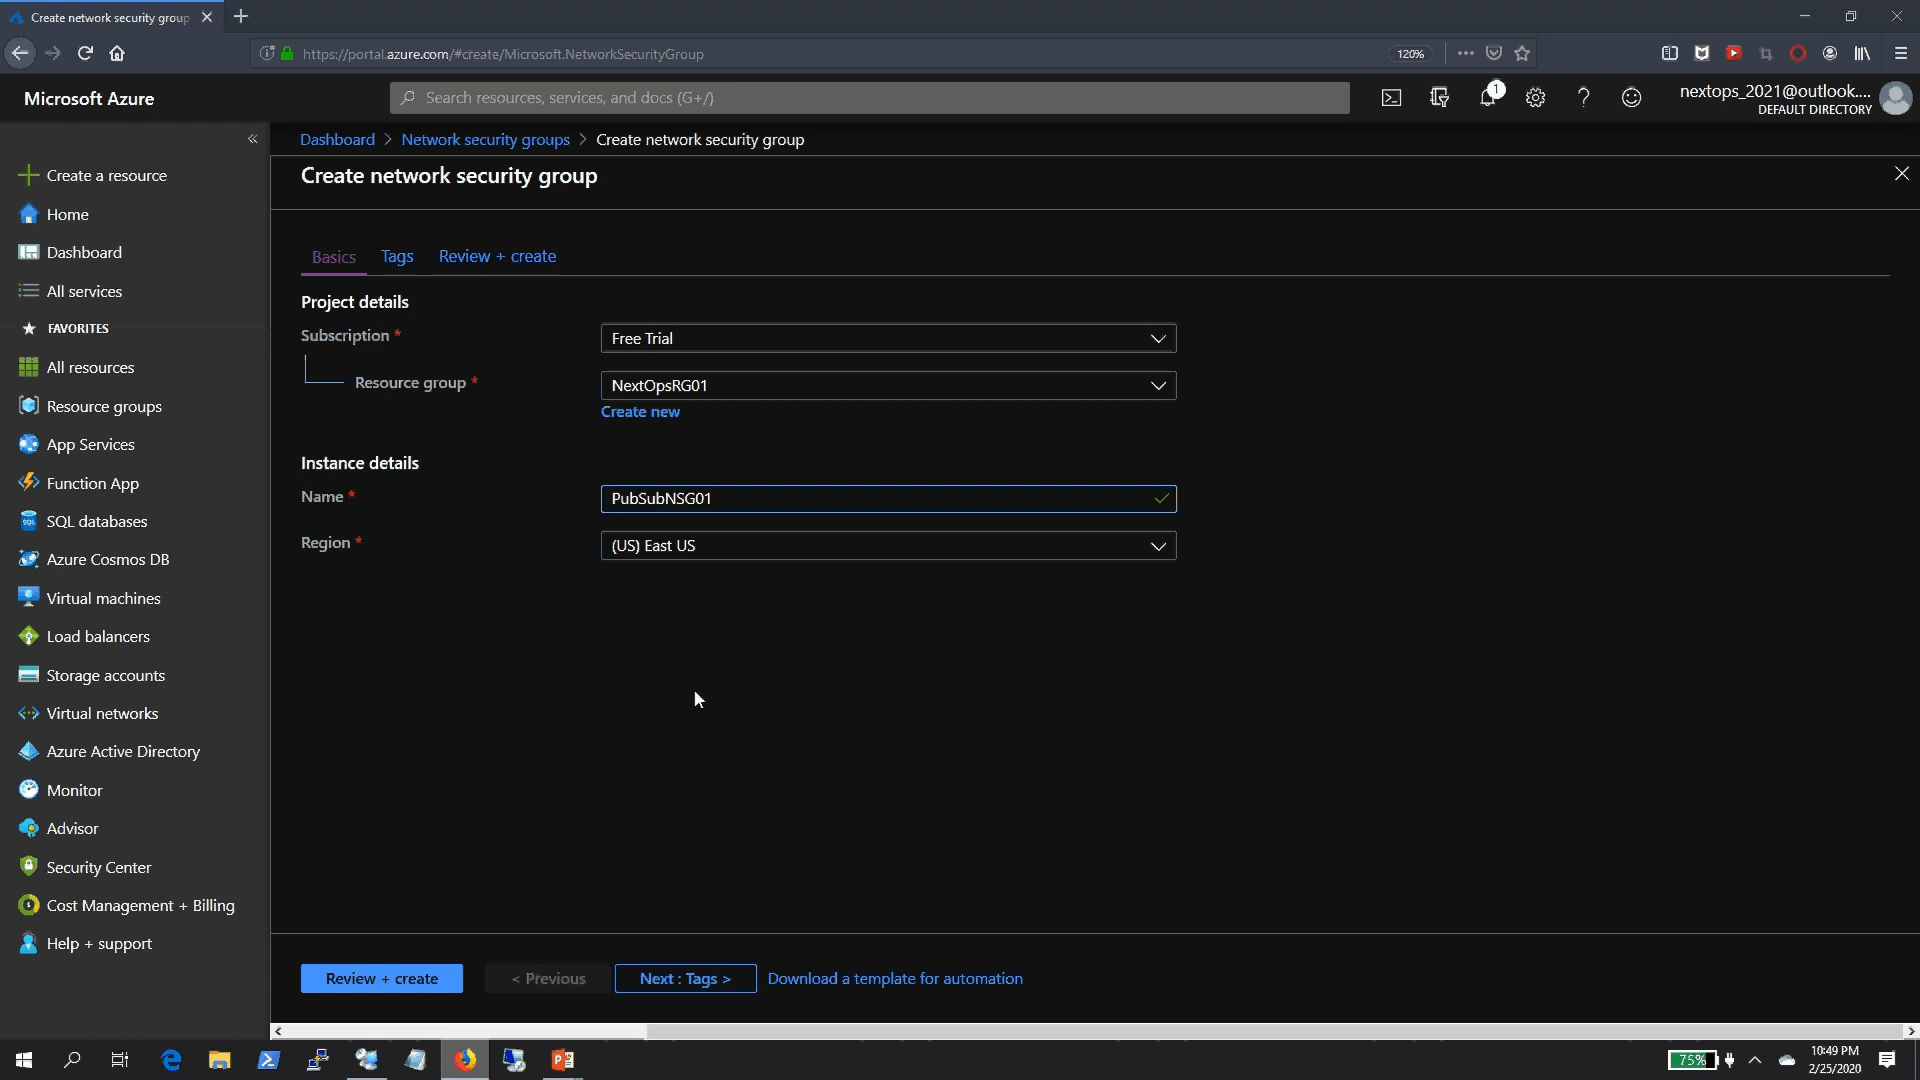 Create network security group
https://portal.azure.com/#create/Microsoft.NetworkSecurityGroup
120%
Microsoft Azure
Search resources, services, and docs (G+/)
1
nextops_2021@outlook....
DEFAULT DIRECTORY
Dashboard > Network security groups > Create network security group
Create network security group
Create a resource
Home
Dashboard
All services
FAVORITES
All resources
Resource groups
App Services
Function App
SQL databases
Azure Cosmos DB
Virtual machines
Load balancers
Storage accounts
Virtual networks
Azure Active Directory
Monitor
Advisor
Security Center
Cost Management + Billing
Help + support
Basics Tags Review + create
Project details
Subscription *
Free Trial
Resource group *
NextOpsRG01
Create new
Instance details
Name *
PubSubNSG01
Region *
(US) East US
Review + create
< Previous
Next : Tags >
Download a template for automation
75%
10:49 PM
2/25/2020